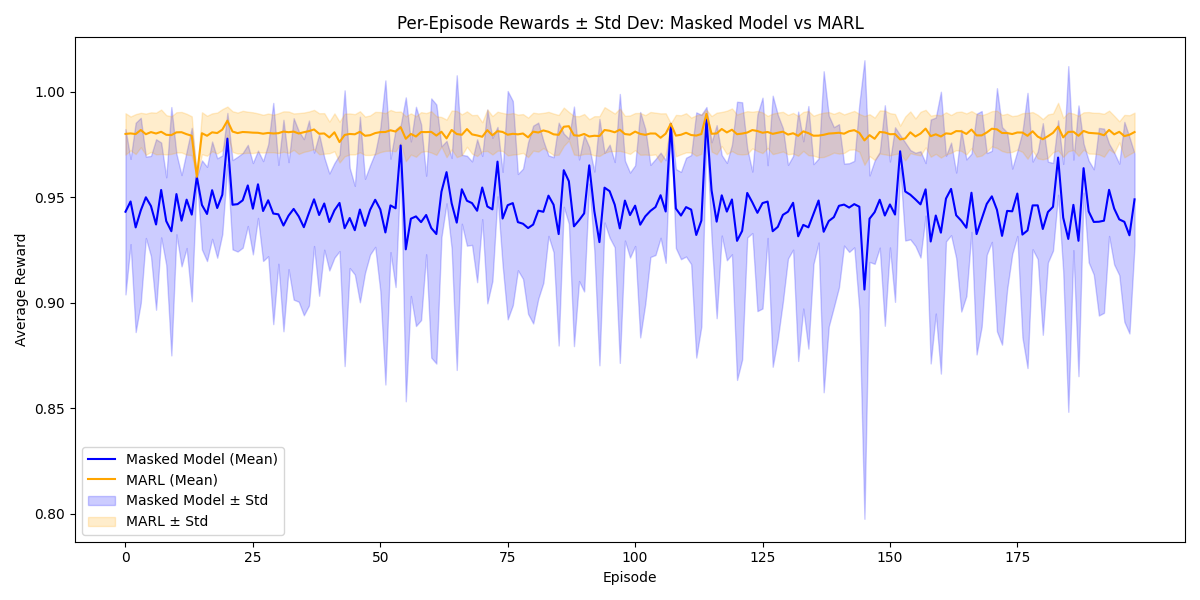 Per-Episode Rewards ± Std Dev: Masked Model vs MARL
Average Reward
1.00
0.95
0.90
0.85
0.80
Masked Model (Mean)
MARL (Mean)
Masked Model ± Std
MARL ± Std
0 25 50 75 100 125 150 175
Episode